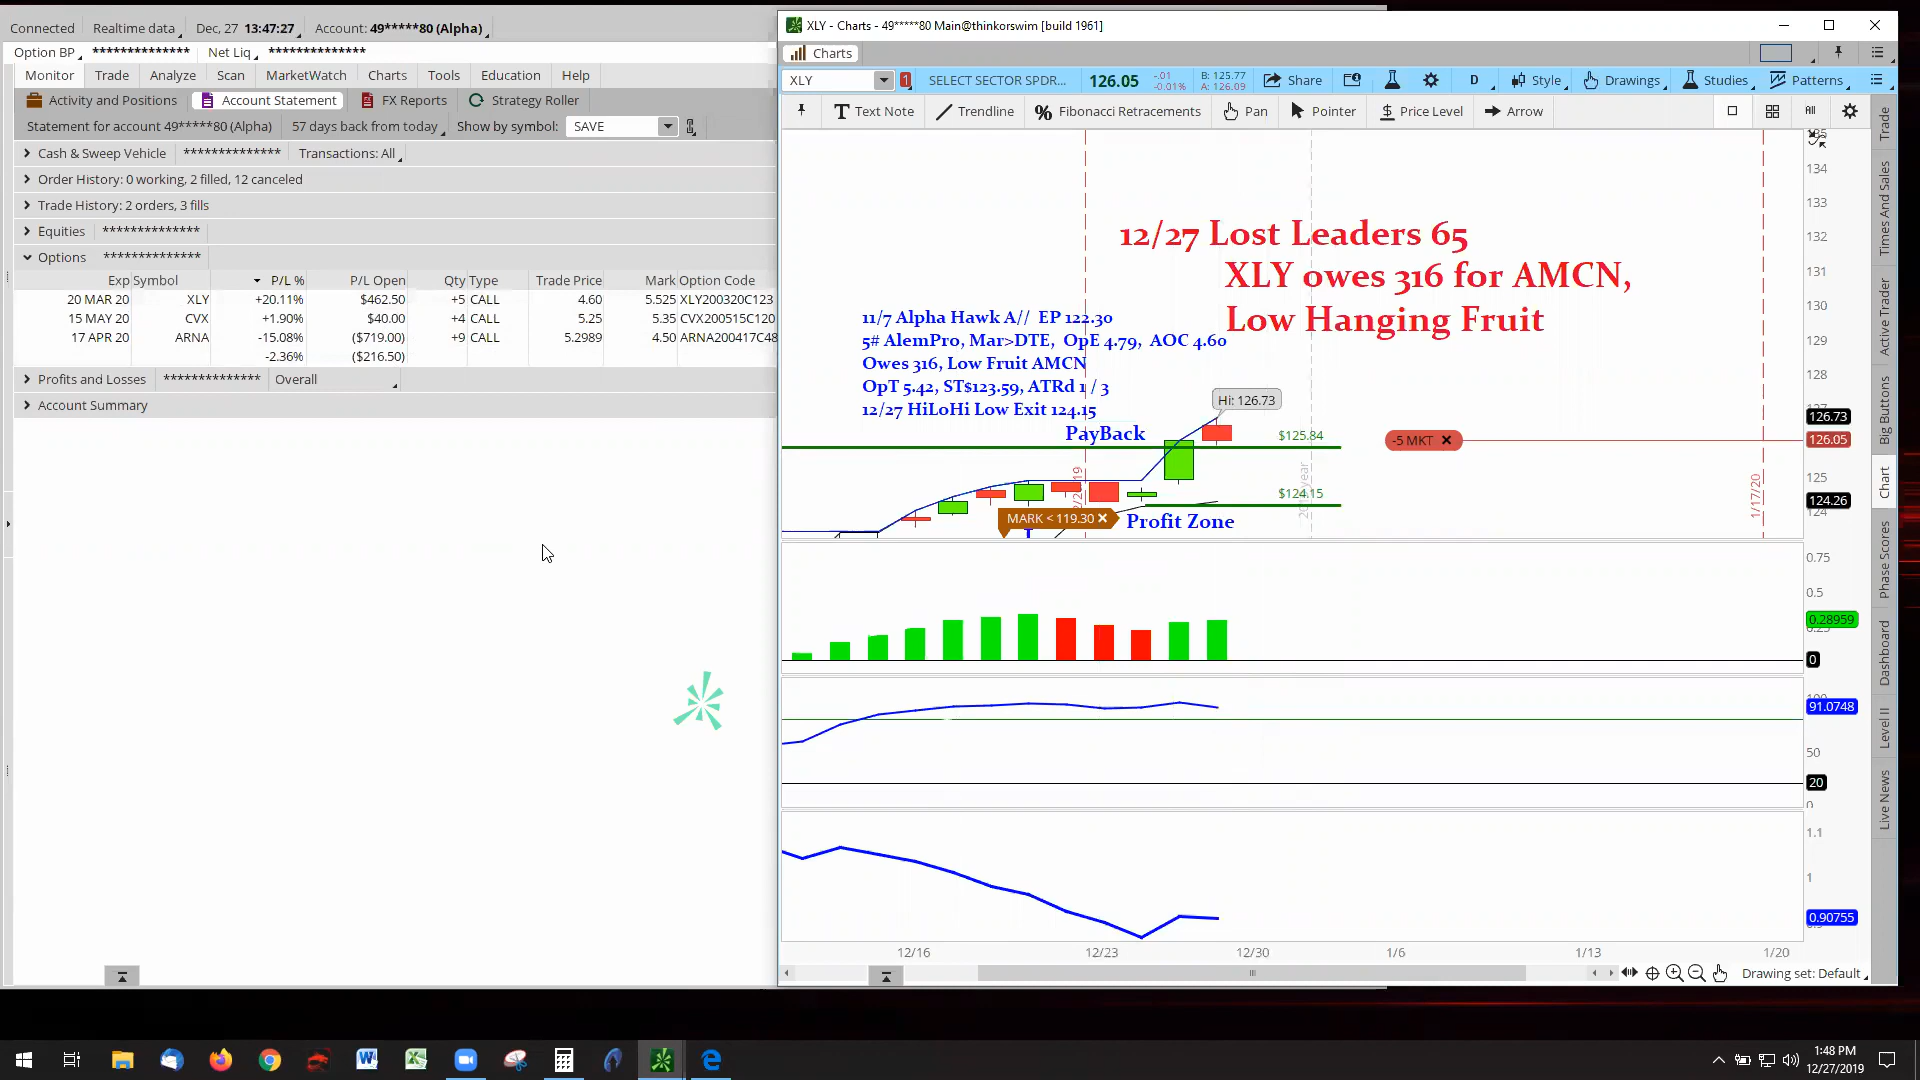 Connected Realtime data Dec, 27 13:47:27 Account: 49*****80 (Alpha)
Option BP ************** Net Liq **************
Monitor Trade Analyze Scan MarketWatch Charts Tools Education Help
Activity and Positions Account Statement FX Reports Strategy Roller
Statement for account 49*****80 (Alpha) 57 days back from today Show by symbol: SAVE
Cash & Sweep Vehicle ************** Transactions: All
Order History: 0 working, 2 filled, 12 canceled
Trade History: 2 orders, 3 fills
Equities **************
Options **************
Exp Symbol P/L % P/L Open Qty Type Trade Price Mark Option Code
20 MAR 20 XLY +20.11% $462.50 +5 CALL 4.60 5.525 XLY200320C123
15 MAY 20 CVX +1.90% $40.00 +4 CALL 5.25 5.35 CVX200515C120
17 APR 20 ARNA -15.08% ($719.00) +9 CALL 5.2989 4.50 ARNA200417C48
-2.36% ($216.50)
Profits and Losses ************** Overall
Account Summary
XLY - Charts - 49*****80 Main@thinkorswim [build 1961]
Charts
XLY 1 SELECT SECTOR SPDR... 126.05 -.01 -0.01% B: 125.77 A: 126.09 Share D Style Drawings Studies Patterns
Text Note Trendline Fibonacci Retracements Pan Pointer Price Level Arrow All
12/27 Lost Leaders 65
XLY owes 316 for AMCN,
Low Hanging Fruit
11/7 Alpha Hawk A// EP 122.30
5# AlemPro, Mar>DTE, OpE 4.79, AOC 4.60
Owes 316, Low Fruit AMCN
OpT 5.42, ST$123.59, ATRd 1 / 3
12/27 HiLoHi Low Exit 124.15
PayBack
Hi: 126.73
$125.84
-5 MKT
$124.15
MARK < 119.30
Profit Zone
1/17/20
134
133
132
131
130
129
128
126.73
126.05
125
124.26
124
0.75
0.5
0.28959
0
100
91.0748
50
20
0
1.1
1
0.90755
12/16 12/23 12/30 1/6 1/13 1/20
Drawing set: Default
Trade
Times And Sales
Active Trader
Big Buttons
Chart
Phase Scores
Dashboard
Level II
Live News
1:48 PM
12/27/2019